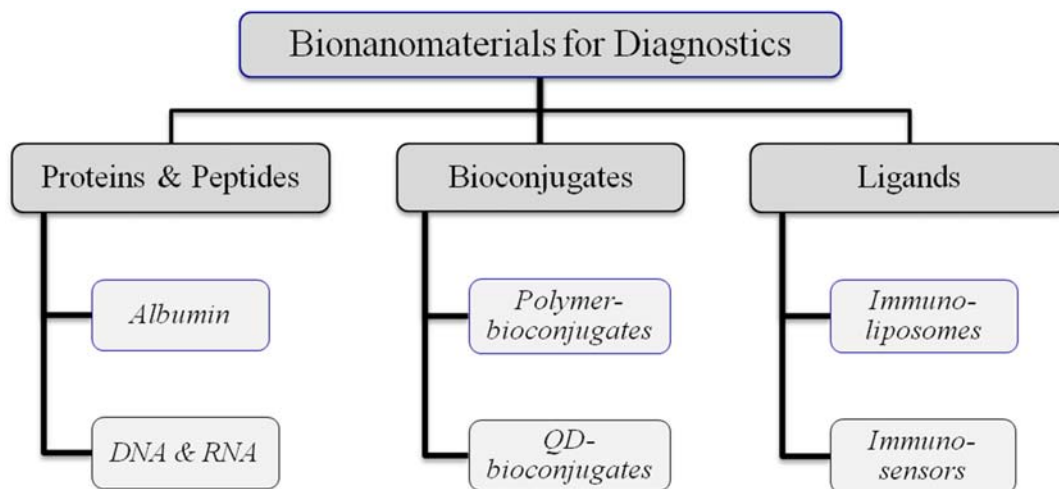 Bionanomaterials for Diagnostics
Proteins & Peptides
Bioconjugates
Ligands
Albumin
Polymer-
bioconjugates
Immuno-
liposomes
DNA & RNA
QD-
bioconjugates
Immuno-
sensors